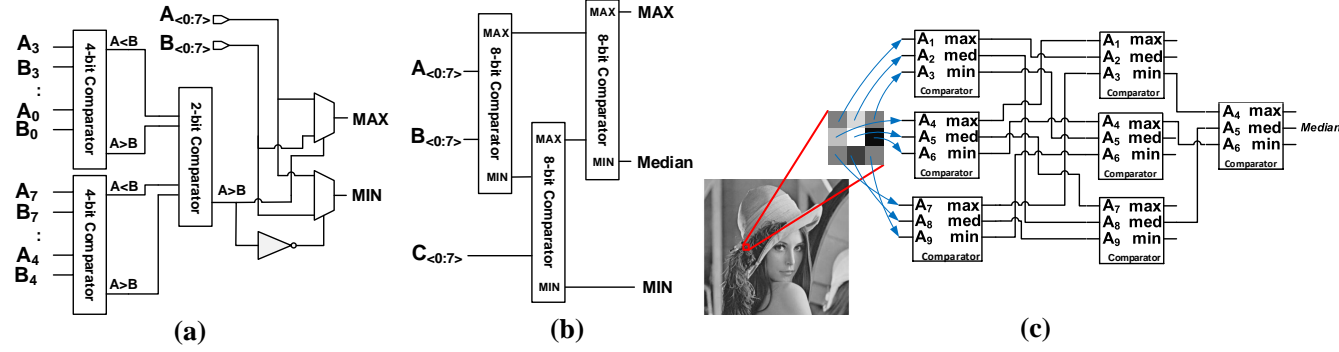 A<0:7>
B<0:7>
A3
B3
:
A0
B0
4-bit Comparator
A<B
A>B
A7
B7
:
A4
B4
4-bit Comparator
A<B
A>B
2-bit Comparator
A>B
MAX
MIN
(a)
A<0:7>
B<0:7>
C<0:7>
MAX
8-bit Comparator
MIN
MAX
8-bit Comparator
MIN
MAX
8-bit Comparator
MIN
MAX
Median
MIN
(b)
A1 max
A2 med
A3 min
Comparator
A4 max
A5 med
A6 min
Comparator
A7 max
A8 med
A9 min
Comparator
A1 max
A2 med
A3 min
Comparator
A4 max
A5 med
A6 min
Comparator
A7 max
A8 med
A9 min
Comparator
A4 max
A5 med
A6 min
Comparator
Median
(c)